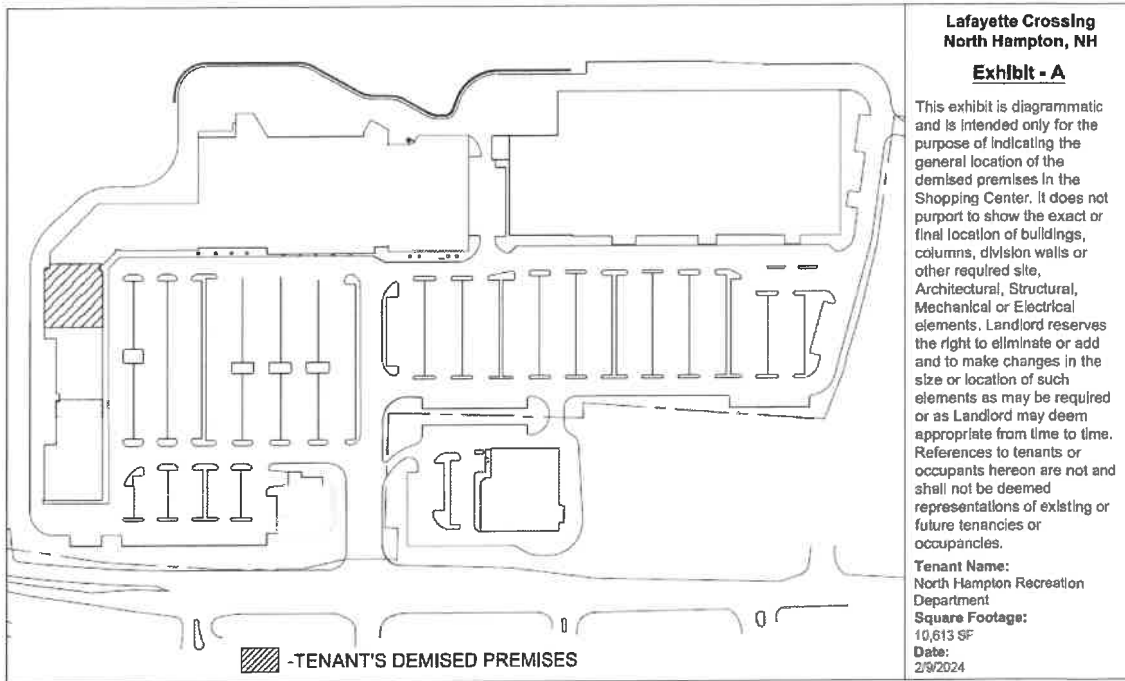 Lafayette Crossing
North Hampton, NH
Exhibit - A
This exhibit is diagrammatic
and is intended only for the
purpose of indicating the
general location of the
demised premises in the
Shopping Center. It does not
purport to show the exact or
final location of buildings,
columns, division walls or
other required site,
Architectural, Structural,
Mechanical or Electrical
elements. Landlord reserves
the right to eliminate or add
and to make changes in the
size or location of such
elements as may be required
or as Landlord may deem
appropriate from time to time.
References to tenants or
occupants hereon are not and
shall not be deemed
representations of existing or
future tenancies or
occupancies.
Tenant Name:
North Hampton Recreation
Department
Square Footage:
10,613 SF
Date:
2/9/2024
-TENANT'S DEMISED PREMISES